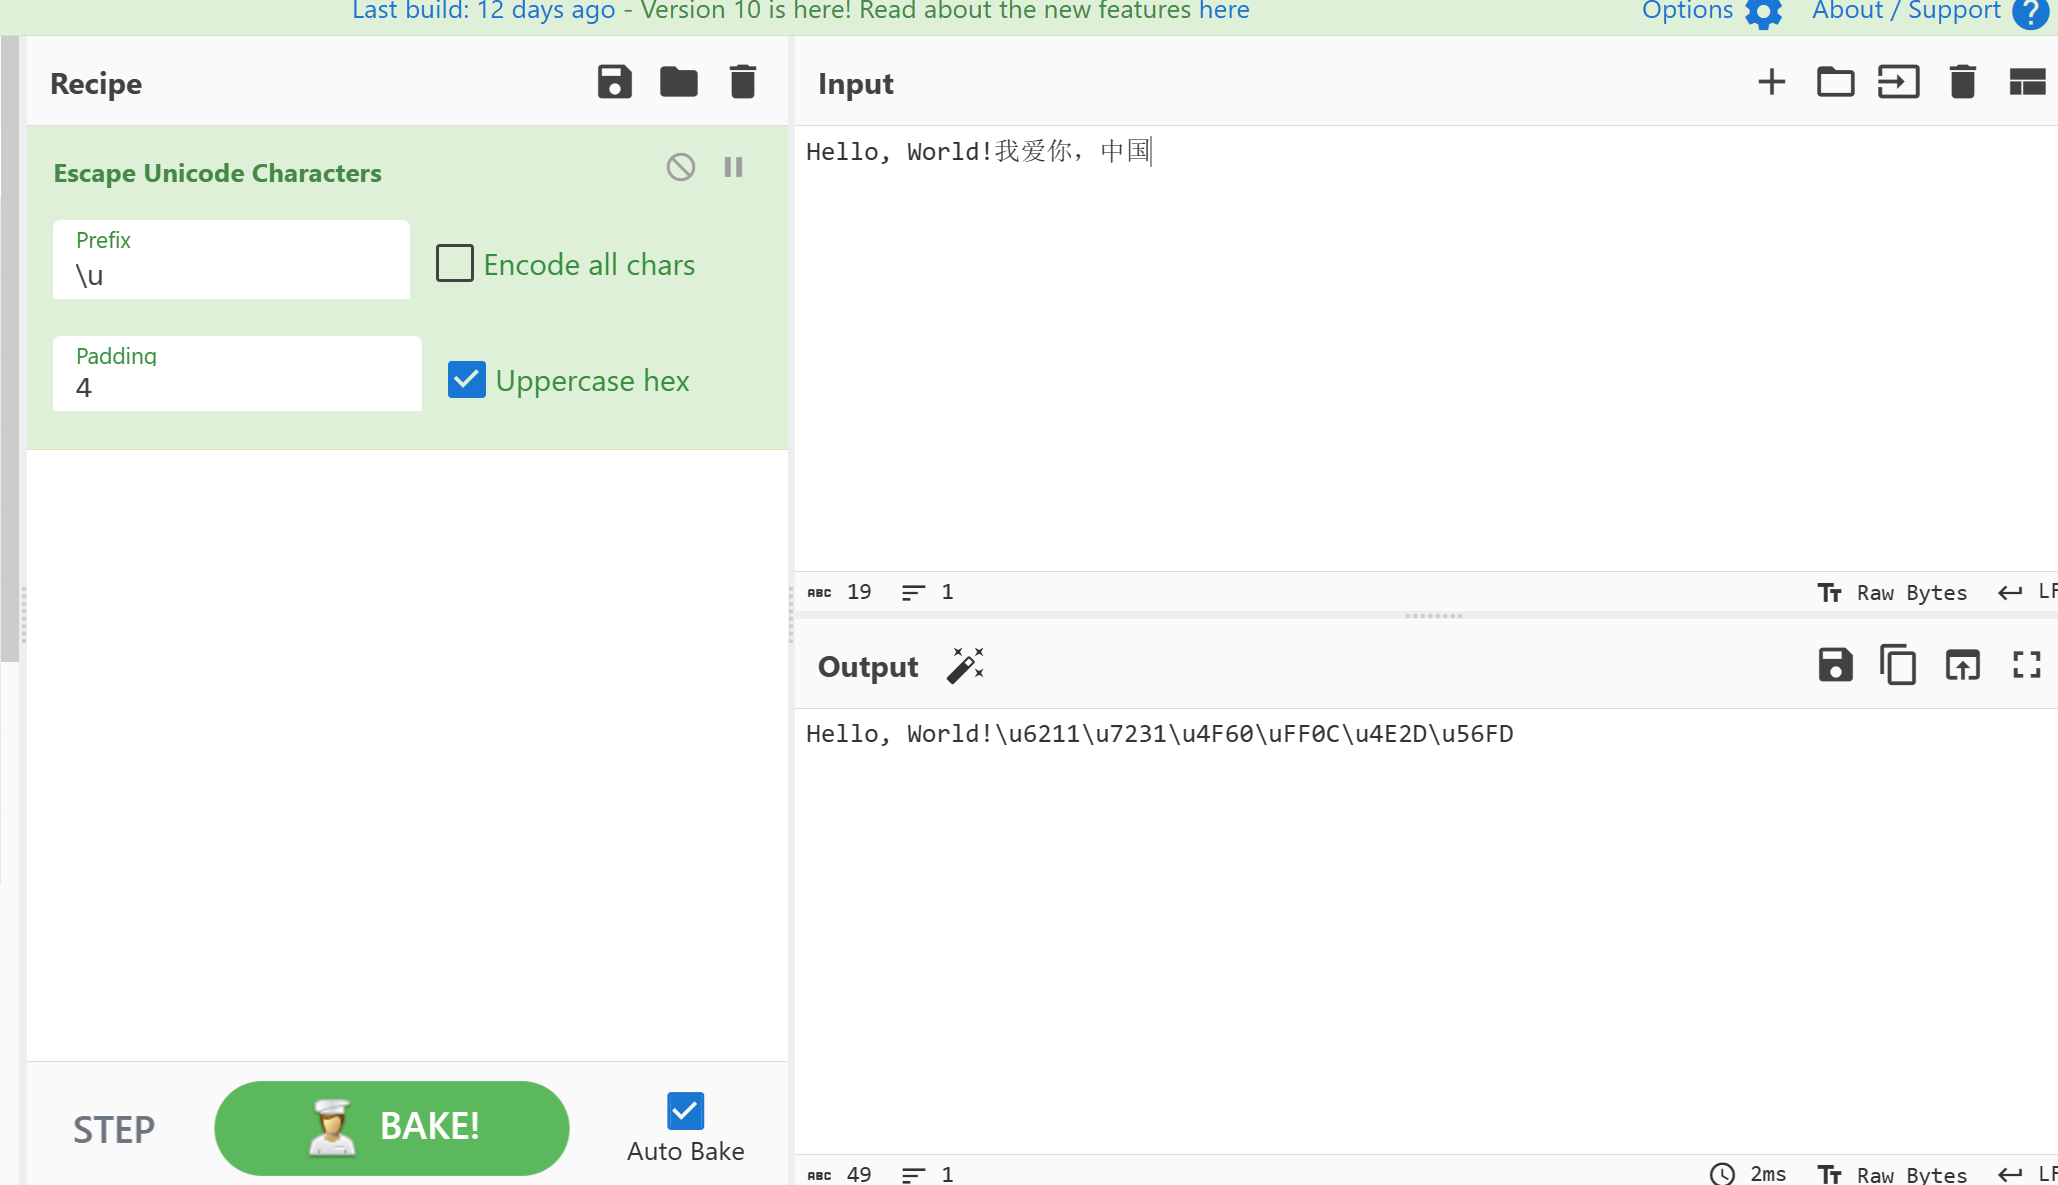 Last build: 12 days ago - Version 10 is here! Read about the new features here
Options
About / Support
Recipe
Escape Unicode Characters
Prefix
\u
Encode all chars
Padding
4
Uppercase hex
STEP
BAKE!
Auto Bake
Input
Hello, World!我爱你，中国
ABC 19 1
Raw Bytes
LF
Output
Hello, World!\u6211\u7231\u4F60\uFF0C\u4E2D\u56FD
ABC 49 1
2ms
Raw Bytes
LF